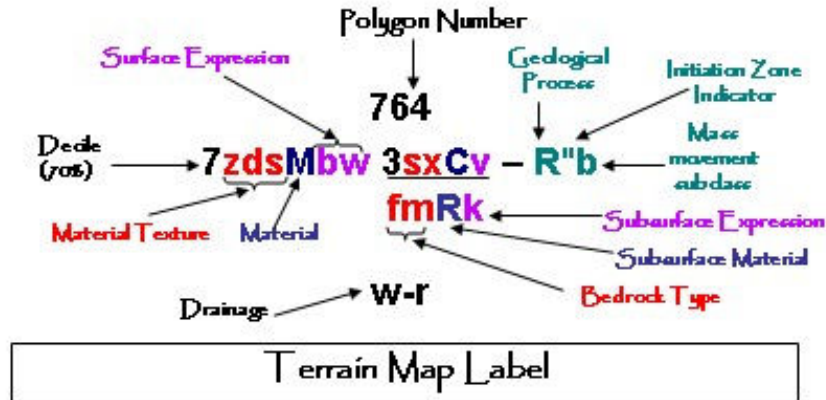 Polygon Number
Surface Expression
Geological Process
Initiation Zone Indicator
764
Decile (70%)
7zdsMbw 3sxCv – R"b
Mass movement subclass
Material Texture
Material
fmRk
Subsurface Expression
Subsurface Material
Bedrock Type
Drainage
w-r
Terrain Map Label